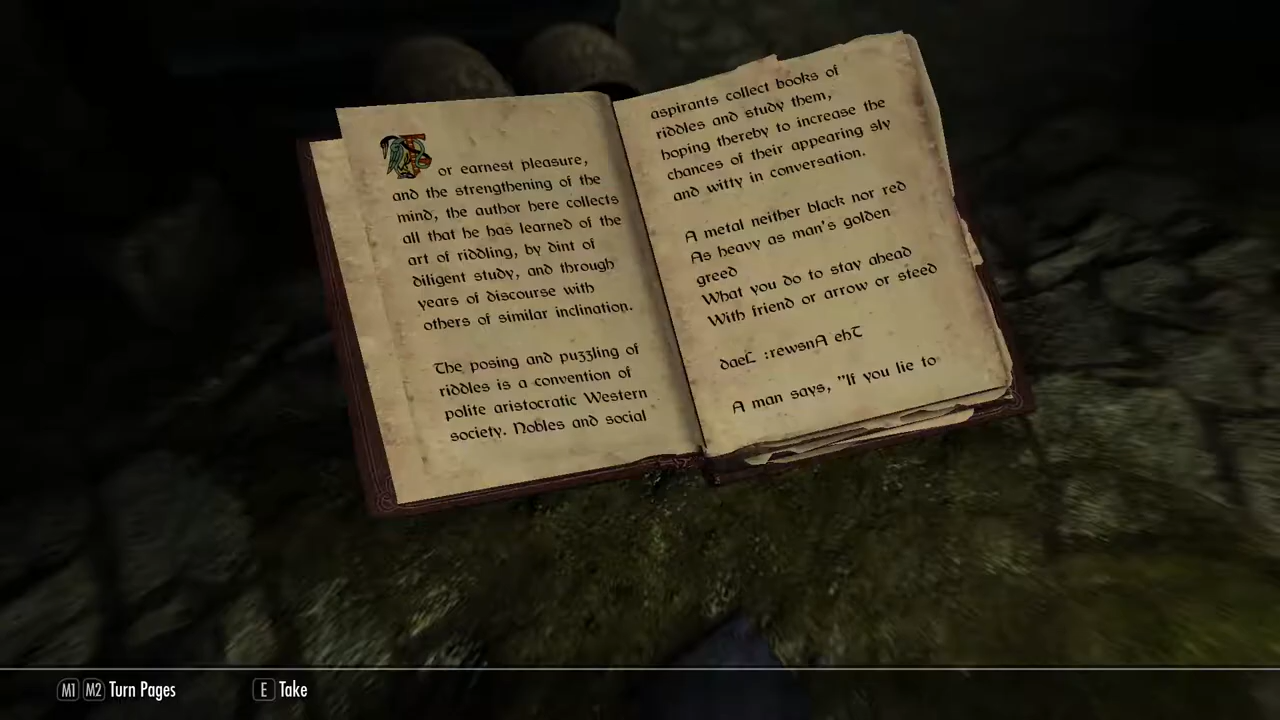 For earnest pleasure,
and the strengthening of the
mind, the author here collects
all that he has learned of the
art of riddling, by dint of
diligent study, and through
years of discourse with
others of similar inclination.
The posing and puzzling of
riddles is a convention of
polite aristocratic Western
society. Nobles and social
aspirants collect books of
riddles and study them,
hoping thereby to increase the
chances of their appearing sly
and witty in conversation.
A metal neither black nor red
As heavy as man's golden
greed
What you do to stay ahead
With friend or arrow or steed
daeL :rewsnA ehT
A man says, "If you lie to
M1 M2 Turn Pages
E Take